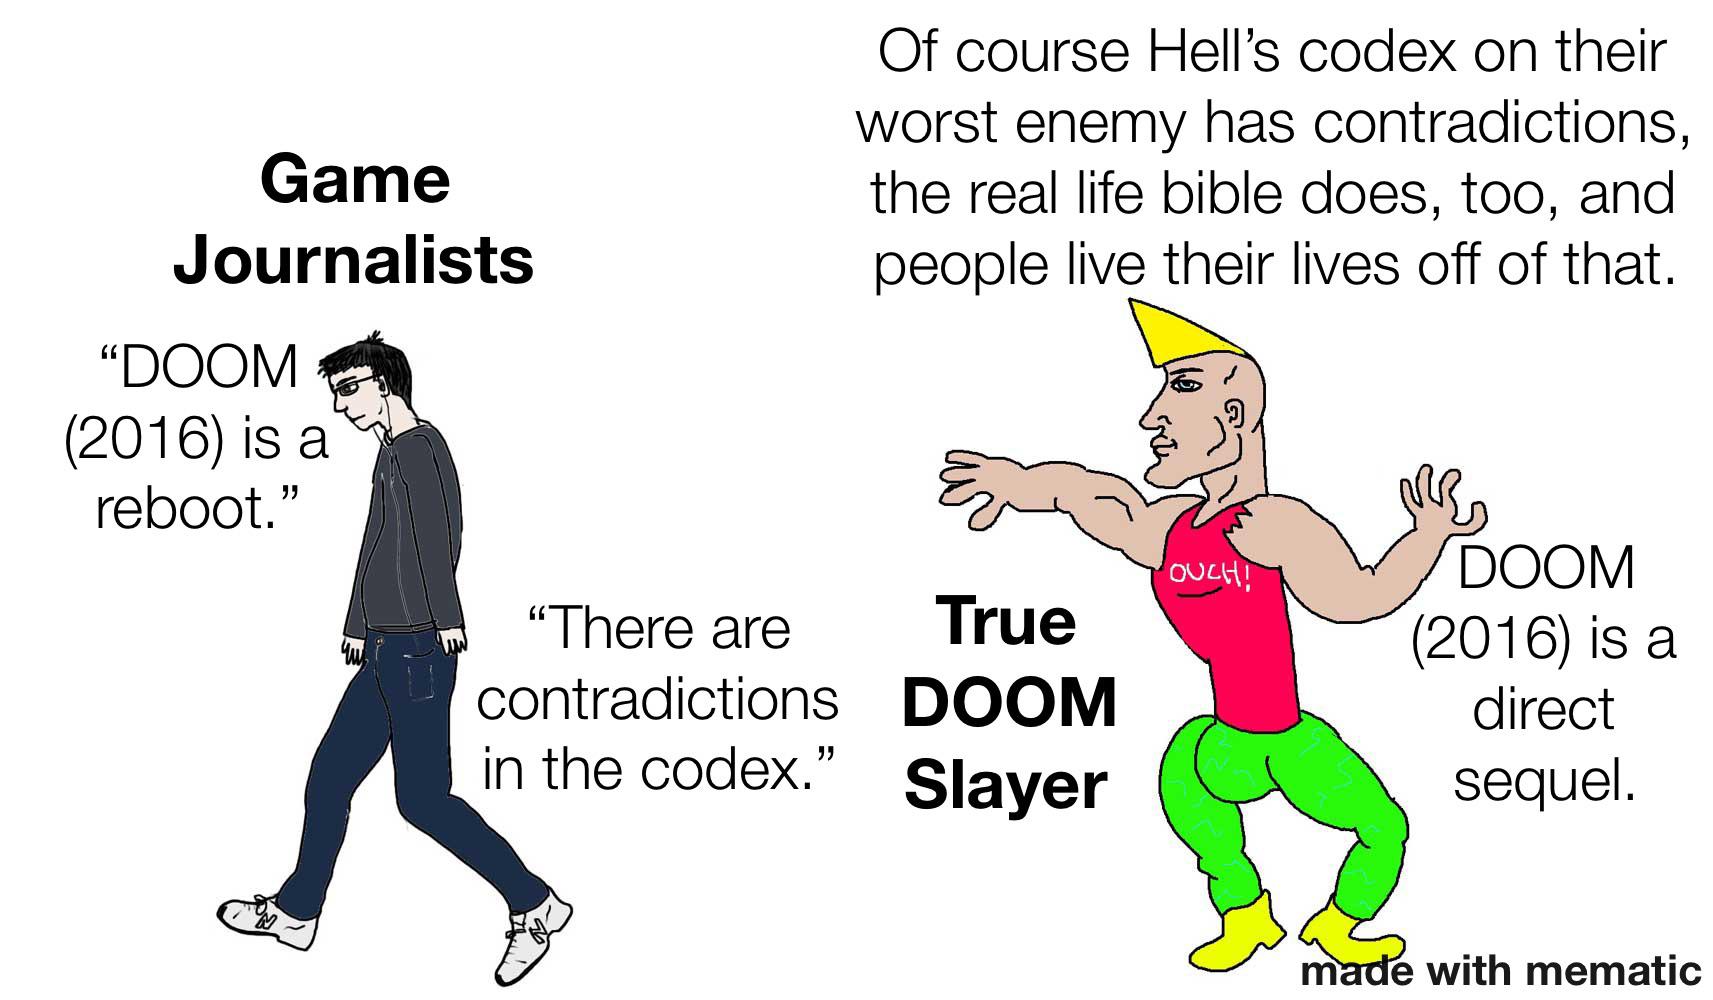 Game
Journalists
“DOOM
(2016) is a
reboot.”
“There are
contradictions
in the codex.”
Of course Hell’s codex on their
worst enemy has contradictions,
the real life bible does, too, and
people live their lives off of that.
OUCH!
True
DOOM
Slayer
DOOM
(2016) is a
direct
sequel.
N
N
made with mematic